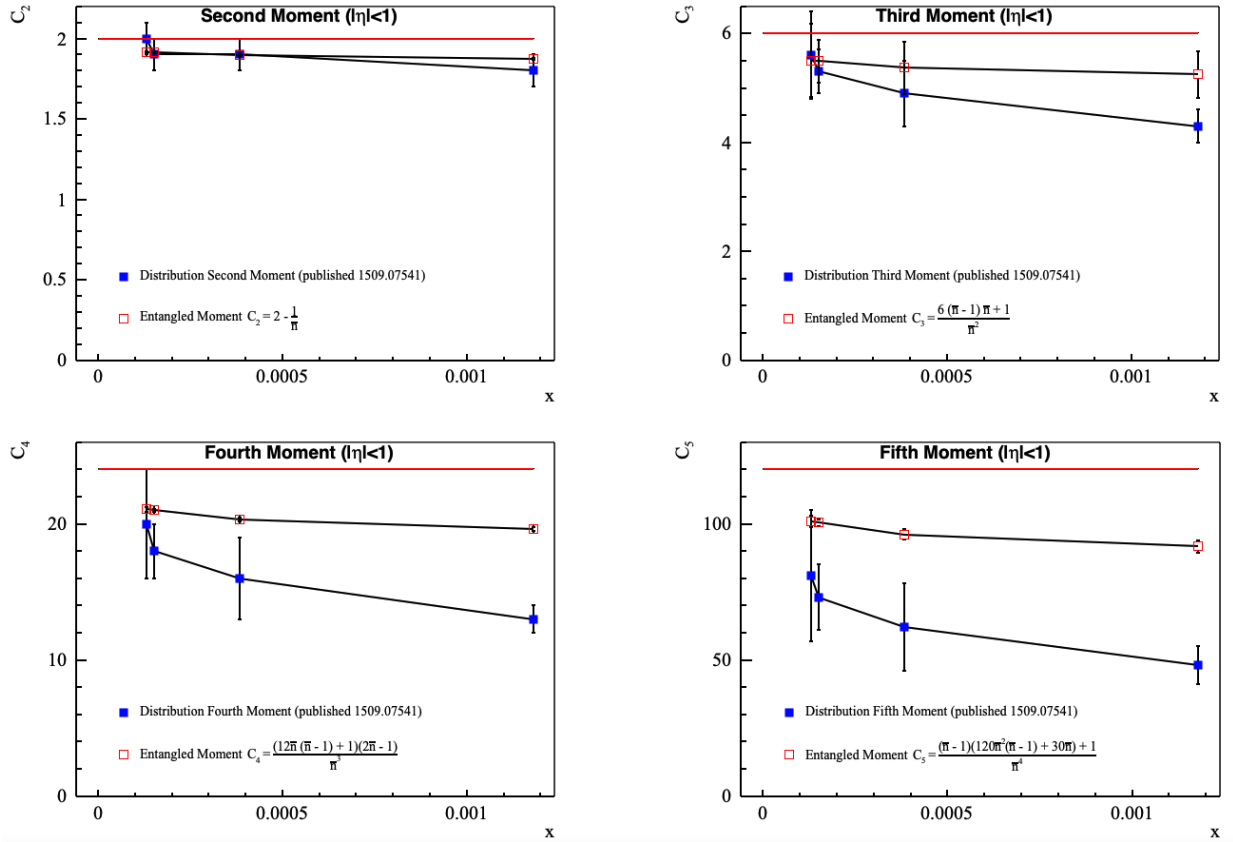 Second Moment (|η|<1)
C₂
2
1.5
1
0.5
0
Distribution Second Moment (published 1509.07541)
Entangled Moment C₂ = 2 - 1/n̅
0 0.0005 0.001
x
Third Moment (|η|<1)
C₃
6
4
2
0
Distribution Third Moment (published 1509.07541)
Entangled Moment C₃ = 6 (n̅ - 1) n̅ + 1 / n̅²
0 0.0005 0.001
x
Fourth Moment (|η|<1)
C₄
20
10
0
Distribution Fourth Moment (published 1509.07541)
Entangled Moment C₄ = (12n̅ (n̅ - 1) + 1)(2n̅ - 1) / n̅³
0 0.0005 0.001
x
Fifth Moment (|η|<1)
C₅
100
50
0
Distribution Fifth Moment (published 1509.07541)
Entangled Moment C₅ = (n̅ - 1)(120n̅²(n̅ - 1) + 30n̅) + 1 / n̅⁴
0 0.0005 0.001
x